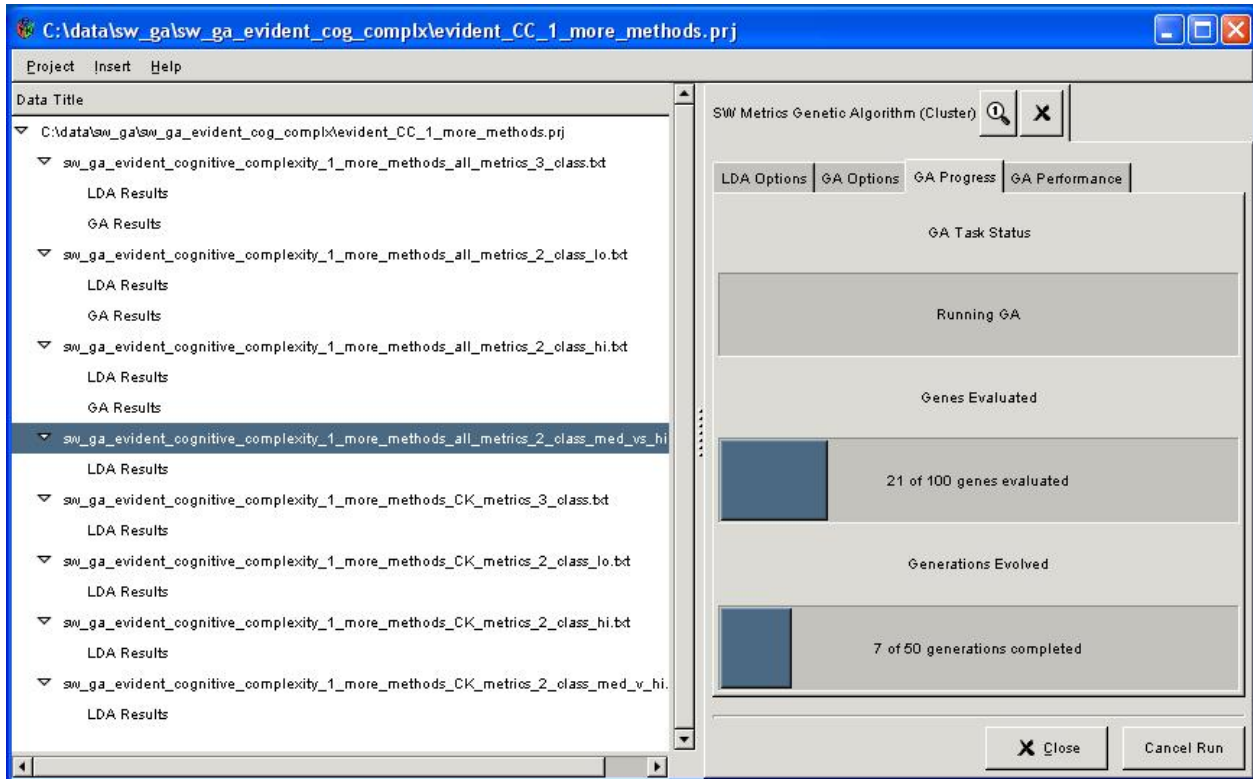 C:\data\sw_ga\sw_ga_evident_cog_complx\evident_CC_1_more_methods.prj
Project Insert Help
Data Title
C:\data\sw_ga\sw_ga_evident_cog_complx\evident_CC_1_more_methods.prj
sw_ga_evident_cognitive_complexity_1_more_methods_all_metrics_3_class.txt
LDA Results
GA Results
sw_ga_evident_cognitive_complexity_1_more_methods_all_metrics_2_class_lo.txt
LDA Results
GA Results
sw_ga_evident_cognitive_complexity_1_more_methods_all_metrics_2_class_hi.txt
LDA Results
GA Results
sw_ga_evident_cognitive_complexity_1_more_methods_all_metrics_2_class_med_vs_hi
LDA Results
sw_ga_evident_cognitive_complexity_1_more_methods_CK_metrics_3_class.txt
LDA Results
sw_ga_evident_cognitive_complexity_1_more_methods_CK_metrics_2_class_lo.txt
LDA Results
sw_ga_evident_cognitive_complexity_1_more_methods_CK_metrics_2_class_hi.txt
LDA Results
sw_ga_evident_cognitive_complexity_1_more_methods_CK_metrics_2_class_med_v_hi.
LDA Results
SW Metrics Genetic Algorithm (Cluster)
LDA Options GA Options GA Progress GA Performance
GA Task Status
Running GA
Genes Evaluated
21 of 100 genes evaluated
Generations Evolved
7 of 50 generations completed
Close Cancel Run